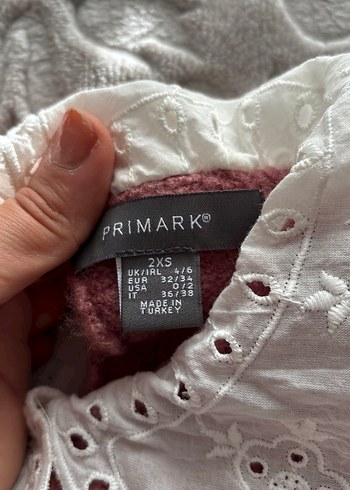 PRIMARK
2XS
UK/IRL 4/6
EUR 32/34
USA 0/2
IT 36/38
MADE IN
TURKEY